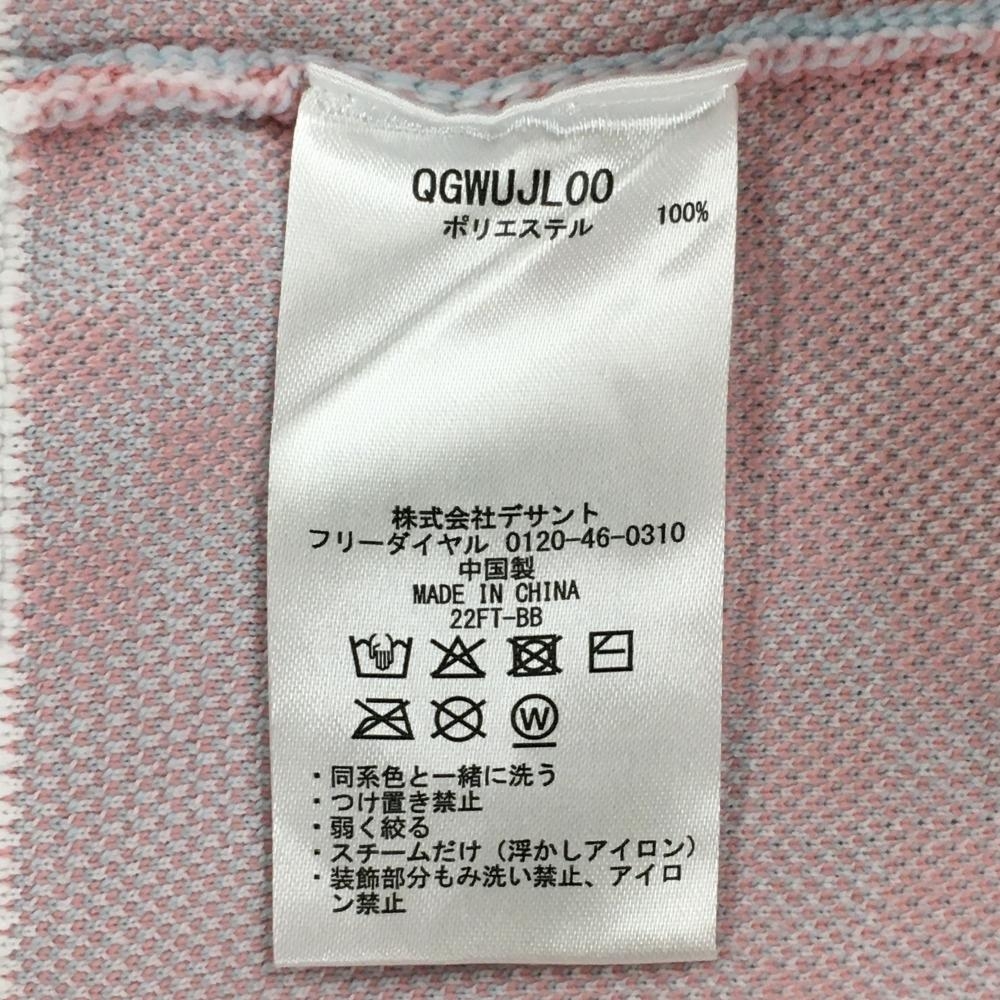 QGWUJL00
ポリエステル 100%
株式会社デサント
フリーダイヤル 0120-46-0310
中国製
MADE IN CHINA
22FT-BB
W
・同系色と一緒に洗う
・つけ置き禁止
・弱く絞る
・スチームだけ（浮かしアイロン）
・装飾部分もみ洗い禁止、アイロ
ン禁止